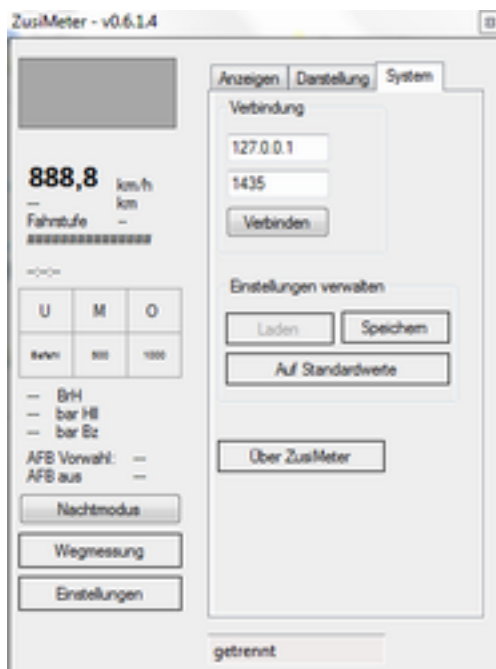 ZusiMeter - v0.6.1.4
Anzeigen Darstellung System
Verbindung
127.0.0.1
1435
Verbinden
888,8 km/h
-- km
Fahrstufe --
###############
--:--:--
U M O
Befehl 500 1000
-- BrH
-- bar Hll
-- bar Bz
AFB Vorwahl: --
AFB aus --
Nachtmodus
Wegmessung
Einstellungen
Einstellungen verwalten
Laden Speichern
Auf Standardwerte
Über ZusiMeter
getrennt